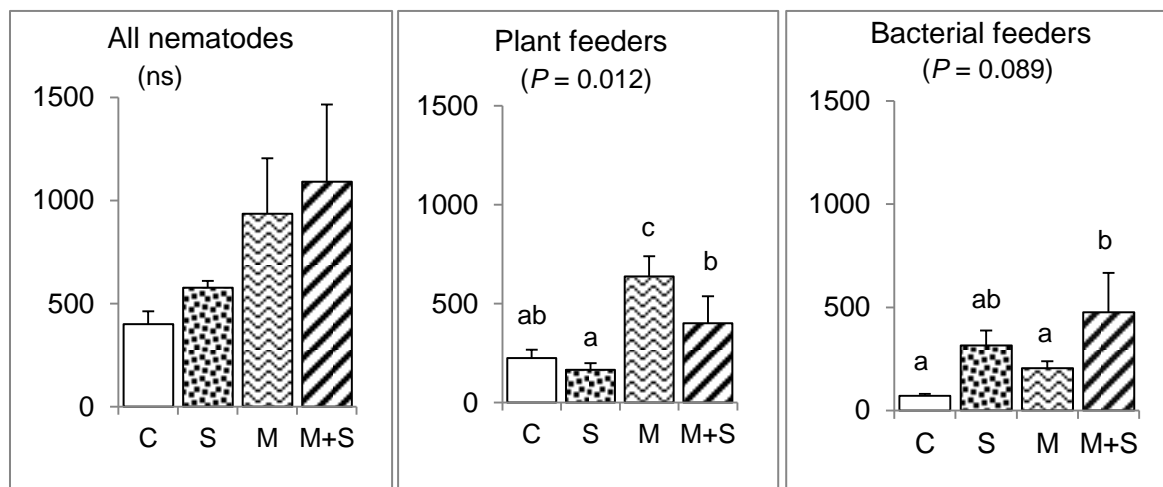 All nematodes
(ns)
1500
1000
500
0
C S M M+S
Plant feeders
(P = 0.012)
1500
1000
500
0
ab a c b
C S M M+S
Bacterial feeders
(P = 0.089)
1500
1000
500
0
a ab a b
C S M M+S